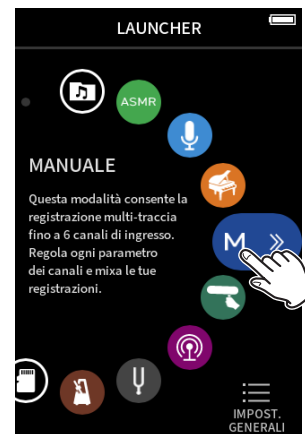 LAUNCHER
ASMR
MANUALE
Questa modalità consente la
registrazione multi-traccia
fino a 6 canali di ingresso.
Regola ogni parametro
dei canali e mixa le tue
registrazioni.
M
IMPOST.
GENERALI